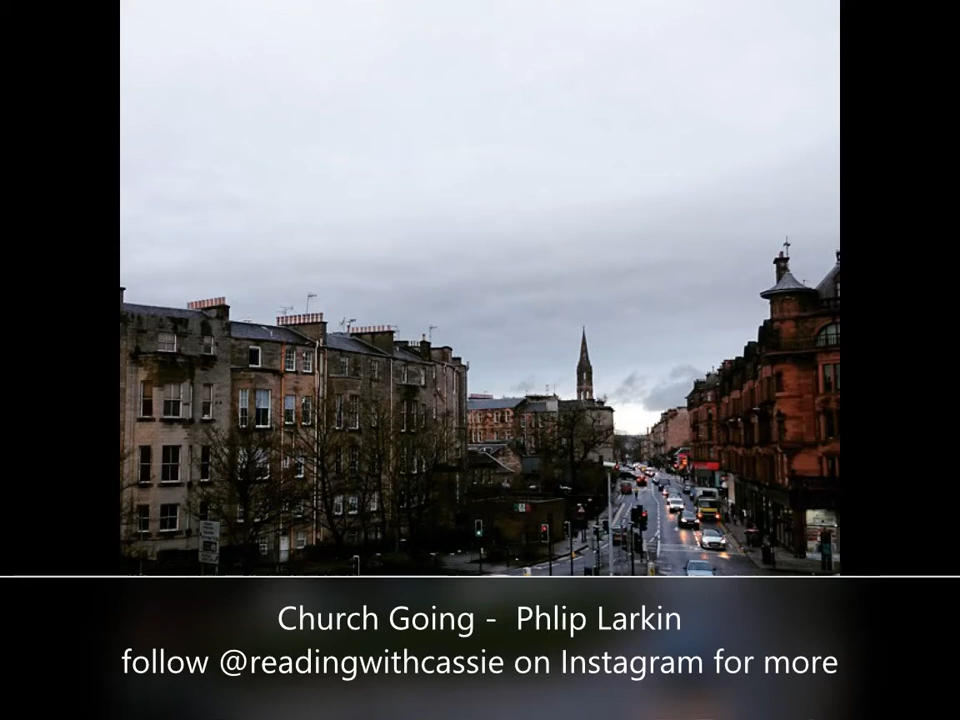 Church Going -  Phlip Larkin
follow @readingwithcassie on Instagram for more